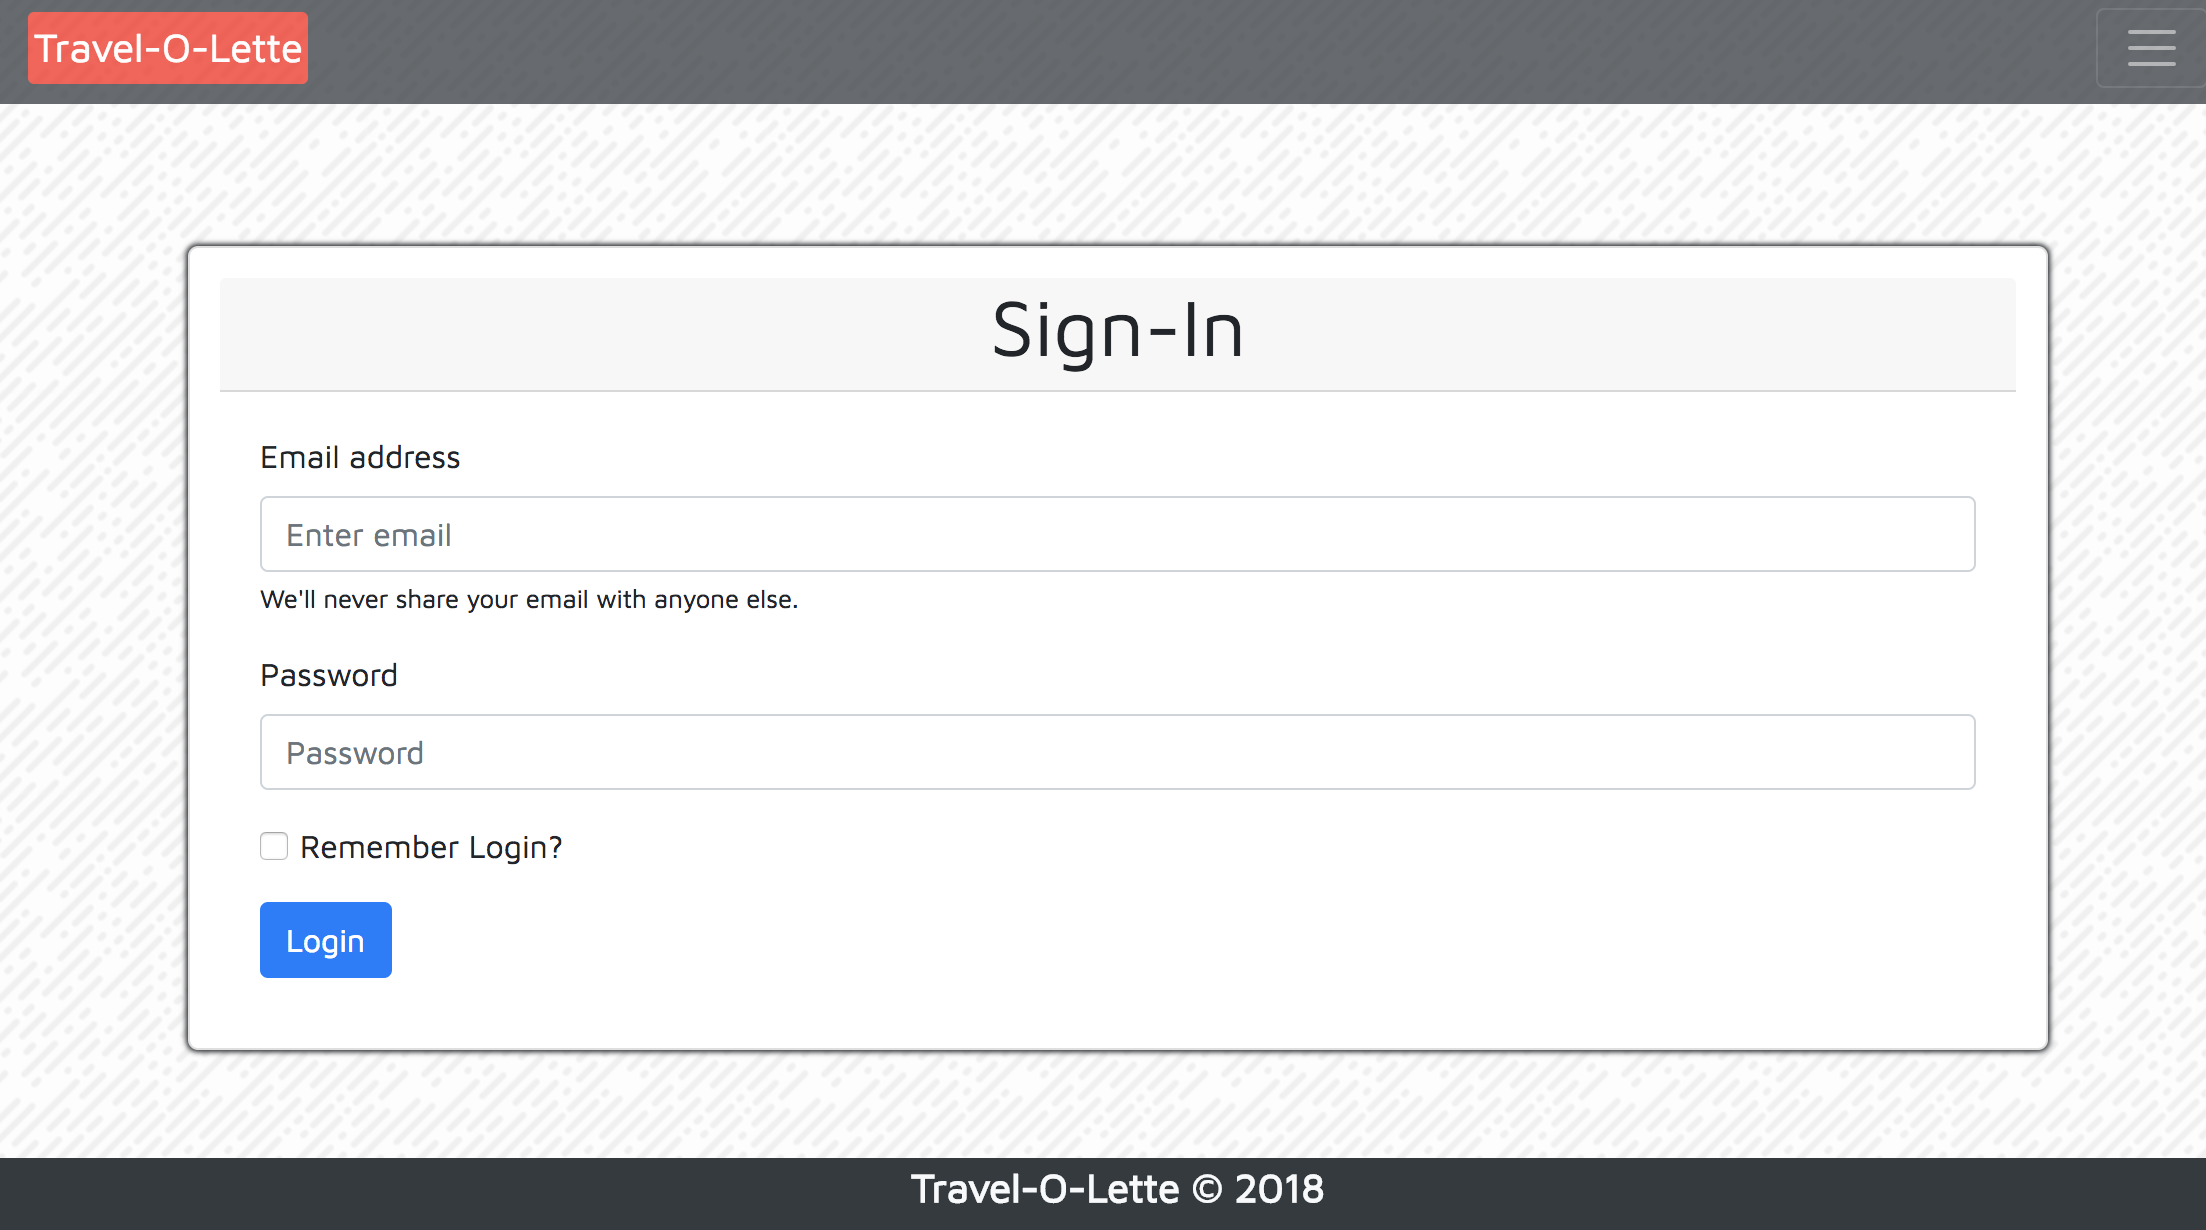 Travel-O-Lette
Sign-In
Email address
Enter email
We'll never share your email with anyone else.
Password
Password
Remember Login?
Login
Travel-O-Lette © 2018